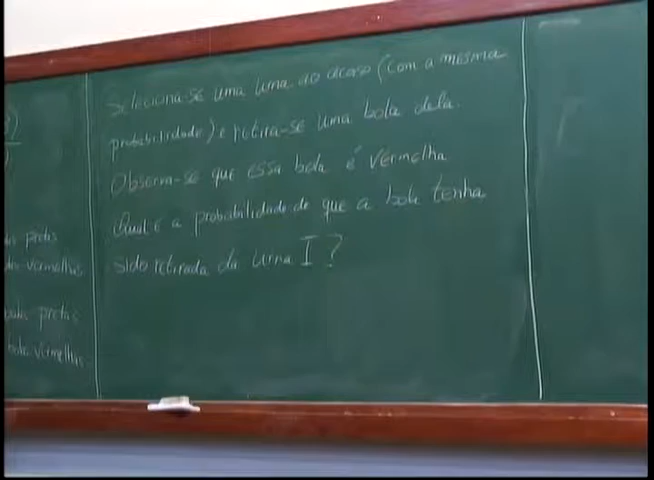 Seleciona-se uma urna ao acaso (com a mesma
probabilidade) e retira-se uma bola dela.
Observa-se que essa bola é vermelha
Qual é a probabilidade de que a bola tenha
sido retirada da urna I?
pretas
vermelhas
pretas
vermelhas